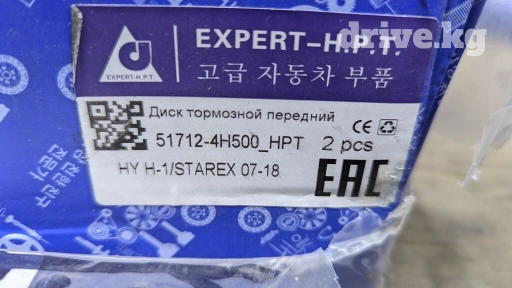 drive.kg
EXPERT-H.P.T.
고급 자동차 부품
EXPERT-H.P.T.
Диск тормозной передний
51712-4H500_HPT 2 pcs
CE
HY H-1/STAREX 07-18
EAC